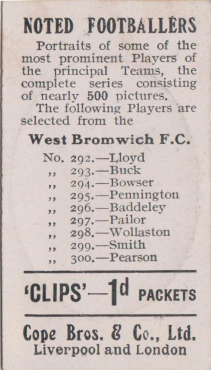 NOTED FOOTBALLERS
Portraits of some of the
most prominent Players of
the principal Teams, the
complete series consisting
of nearly 500 pictures.
The following Players are
selected from the
West Bromwich F.C.
No. 292.—Lloyd
„ 293.—Buck
„ 294.—Bowser
„ 295.—Pennington
„ 296.—Baddeley
„ 297.—Pailor
„ 298.—Wollaston
„ 299.—Smith
„ 300.—Pearson
'CLIPS'—1d PACKETS
Cope Bros. & Co., Ltd.
Liverpool and London